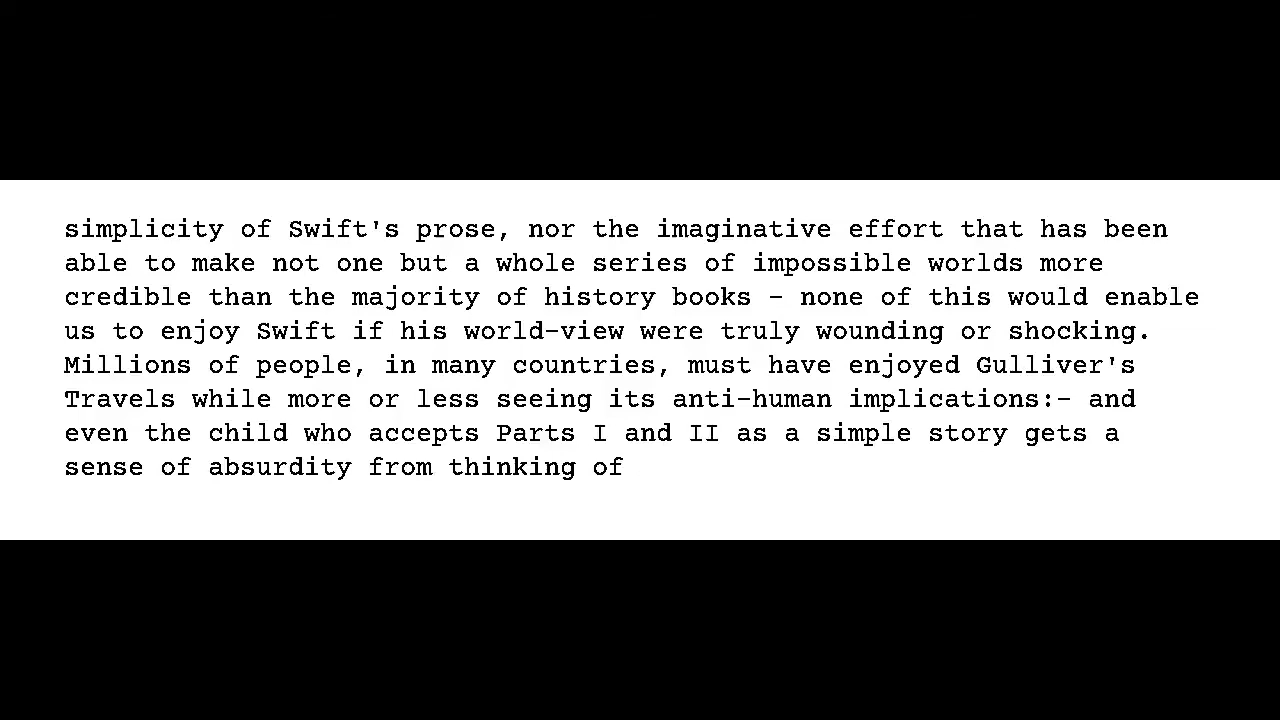 simplicity of Swift's prose, nor the imaginative effort that has been
able to make not one but a whole series of impossible worlds more
credible than the majority of history books - none of this would enable
us to enjoy Swift if his world-view were truly wounding or shocking.
Millions of people, in many countries, must have enjoyed Gulliver's
Travels while more or less seeing its anti-human implications:- and
even the child who accepts Parts I and II as a simple story gets a
sense of absurdity from thinking of